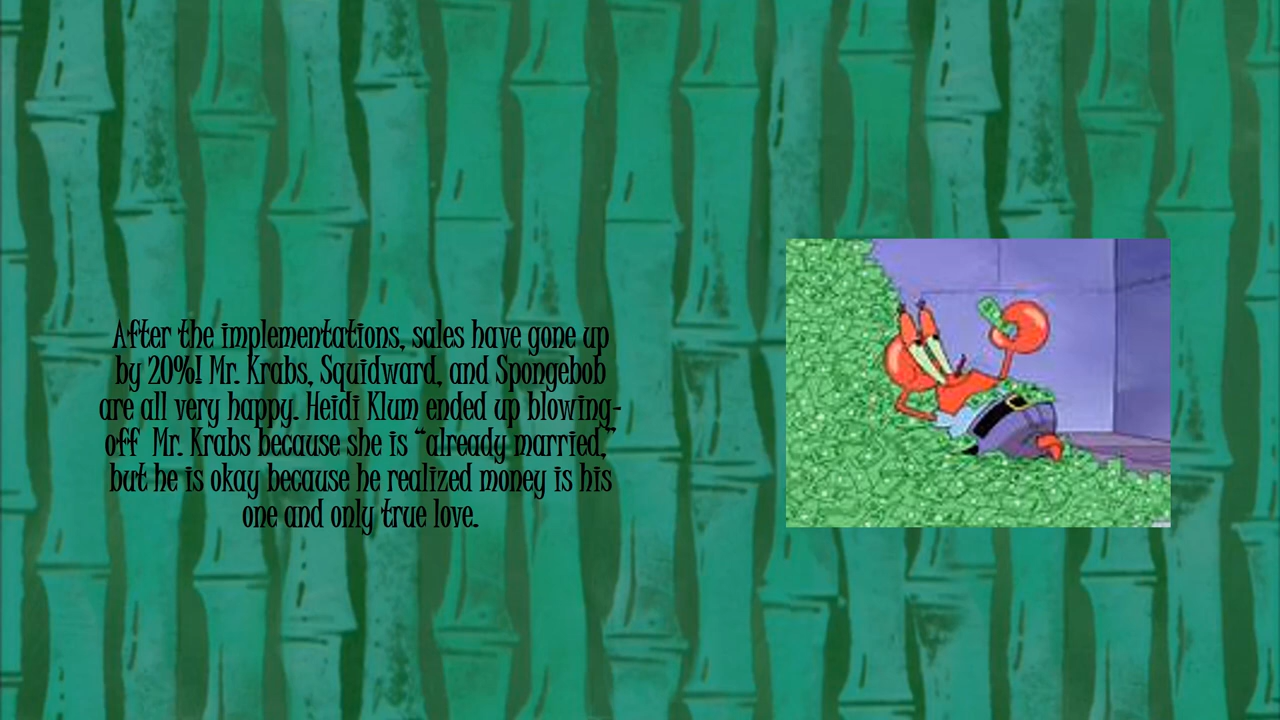 After the implementations, sales have gone up
by 20%! Mr. Krabs, Squidward, and Spongebob
are all very happy. Heidi Klum ended up blowing-
off  Mr. Krabs because she is “already married,”
but he is okay because he realized money is his
one and only true love.